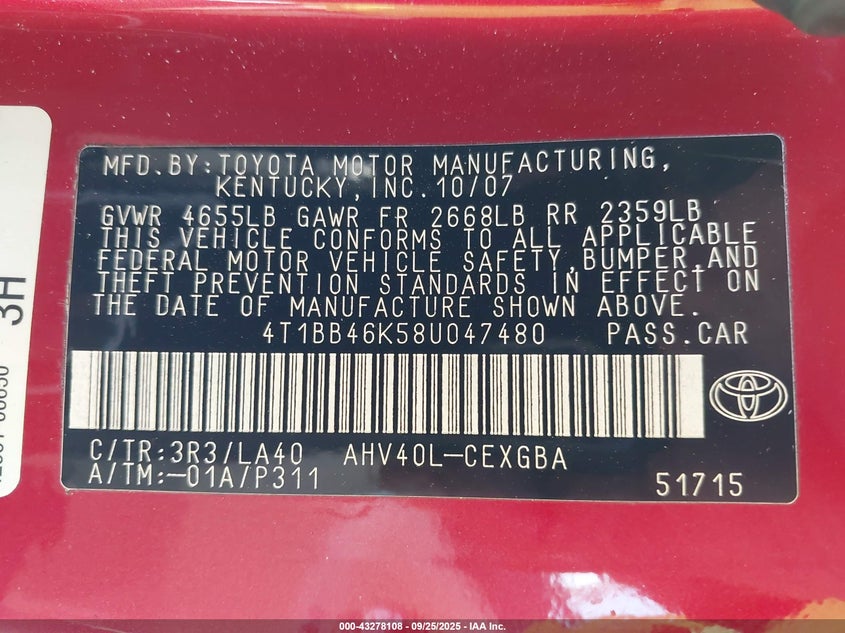 MFD.BY:TOYOTA MOTOR MANUFACTURING,
KENTUCKY,INC.10/07
GVWR 4655LB GAWR FR 2668LB RR 2359LB
THIS VEHICLE CONFORMS TO ALL APPLICABLE
FEDERAL MOTOR VEHICLE SAFETY,BUMPER,AND
THEFT PREVENTION STANDARDS IN EFFECT ON
THE DATE OF MANUFACTURE SHOWN ABOVE.
4T1BB46K58U047480 PASS.CAR
C/TR:3R3/LA40 AHV40L-CEXGBA
A/TM:-01A/P311
51715
3H
000-43278108 - 09/25/2025 - IAA Inc.